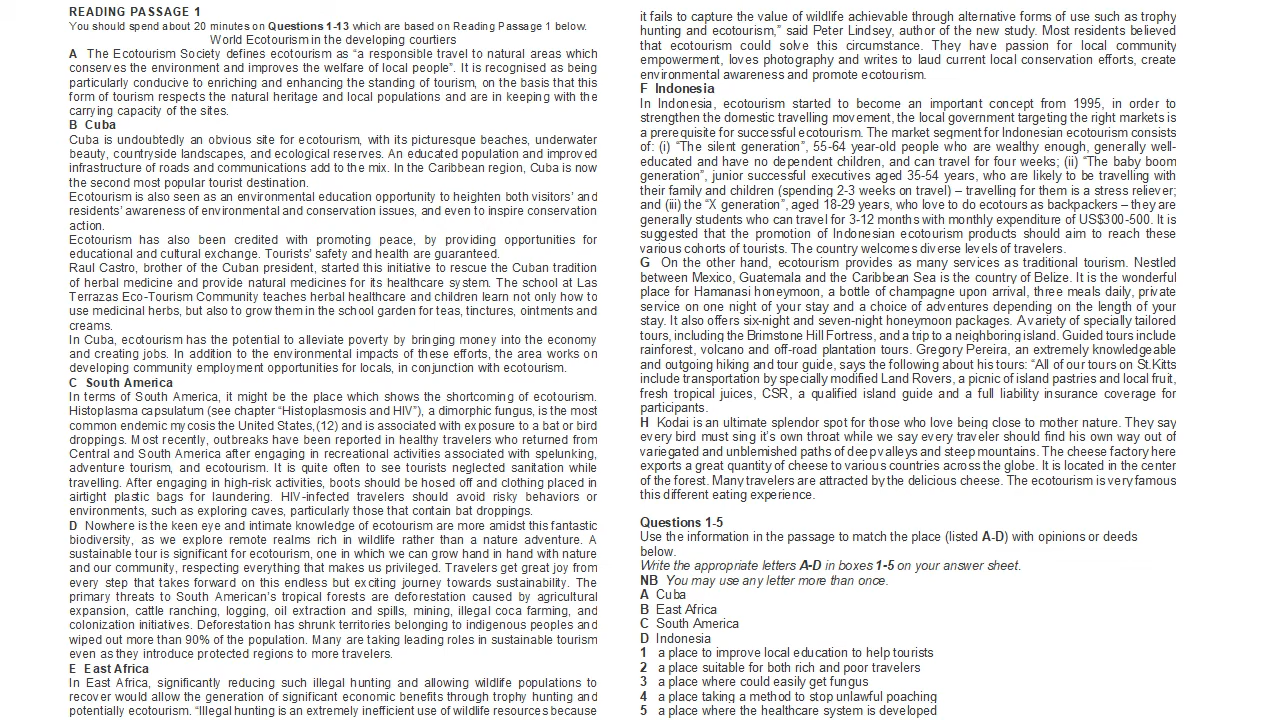 READING PASSAGE 1
You should spend about 20 minutes on Questions 1-13 which are based on Reading Passage 1 below.
World Ecotourism in the developing courtiers
A The Ecotourism Society defines ecotourism as “a responsible travel to natural areas which
conserves the environment and improves the welfare of local people”. It is recognised as being
particularly conducive to enriching and enhancing the standing of tourism, on the basis that this
form of tourism respects the natural heritage and local populations and are in keeping with the
carrying capacity of the sites.
B Cuba
Cuba is undoubtedly an obvious site for ecotourism, with its picturesque beaches, underwater
beauty, countryside landscapes, and ecological reserves. An educated population and improved
infrastructure of roads and communications add to the mix. In the Caribbean region, Cuba is now
the second most popular tourist destination.
Ecotourism is also seen as an environmental education opportunity to heighten both visitors’ and
residents’ awareness of environmental and conservation issues, and even to inspire conservation
action.
Ecotourism has also been credited with promoting peace, by providing opportunities for
educational and cultural exchange. Tourists’ safety and health are guaranteed.
Raul Castro, brother of the Cuban president, started this initiative to rescue the Cuban tradition
of herbal medicine and provide natural medicines for its healthcare system. The school at Las
Terrazas Eco-Tourism Community teaches herbal healthcare and children learn not only how to
use medicinal herbs, but also to grow them in the school garden for teas, tinctures, ointments and
creams.
In Cuba, ecotourism has the potential to alleviate poverty by bringing money into the economy
and creating jobs. In addition to the environmental impacts of these efforts, the area works on
developing community employment opportunities for locals, in conjunction with ecotourism.
C South America
In terms of South America, it might be the place which shows the shortcoming of ecotourism.
Histoplasma capsulatum (see chapter “Histoplasmosis and HIV”), a dimorphic fungus, is the most
common endemic mycosis the United States,(12) and is associated with exposure to a bat or bird
droppings. Most recently, outbreaks have been reported in healthy travelers who returned from
Central and South America after engaging in recreational activities associated with spelunking,
adventure tourism, and ecotourism. It is quite often to see tourists neglected sanitation while
travelling. After engaging in high-risk activities, boots should be hosed off and clothing placed in
airtight plastic bags for laundering. HIV-infected travelers should avoid risky behaviors or
environments, such as exploring caves, particularly those that contain bat droppings.
D Nowhere is the keen eye and intimate knowledge of ecotourism are more amidst this fantastic
biodiversity, as we explore remote realms rich in wildlife rather than a nature adventure. A
sustainable tour is significant for ecotourism, one in which we can grow hand in hand with nature
and our community, respecting everything that makes us privileged. Travelers get great joy from
every step that takes forward on this endless but exciting journey towards sustainability. The
primary threats to South America’s tropical forests are deforestation caused by agricultural
expansion, cattle ranching, logging, oil extraction and spills, mining, illegal coca farming, and
colonization initiatives. Deforestation has shrunk territories belonging to indigenous peoples and
wiped out more than 90% of the population. Many are taking leading roles in sustainable tourism
even as they introduce protected regions to more travelers.
E East Africa
In East Africa, significantly reducing such illegal hunting and allowing wildlife populations to
recover would allow the generation of significant economic benefits through trophy hunting and
potentially ecotourism. “Illegal hunting is an extremely inefficient use of wildlife resources because
it fails to capture the value of wildlife achievable through alternative forms of use such as trophy
hunting and ecotourism,” said Peter Lindsey, author of the new study. Most residents believed
that ecotourism could solve this circumstance. They have passion for local community
empowerment, loves photography and writes to laud current local conservation efforts, create
environmental awareness and promote ecotourism.
F Indonesia
In Indonesia, ecotourism started to become an important concept from 1995, in order to
strengthen the domestic travelling movement, the local government targeting the right markets is
a prerequisite for successful ecotourism. The market segment for Indonesian ecotourism consists
of: (i) “The silent generation”, 55-64 year-old people who are wealthy enough, generally well-
educated and have no dependent children, and can travel for four weeks; (ii) “The baby boom
generation”, junior successful executives aged 35-54 years, who are likely to be travelling with
their family and children (spending 2-3 weeks on travel) – travelling for them is a stress reliever;
and (iii) the “X generation”, aged 18-29 years, who love to do ecotours as backpackers – they are
generally students who can travel for 3-12 months with monthly expenditure of US$300-500. It is
suggested that the promotion of Indonesian ecotourism products should aim to reach these
various cohorts of tourists. The country welcomes diverse levels of travelers.
G On the other hand, ecotourism provides as many services as traditional tourism. Nestled
between Mexico, Guatemala and the Caribbean Sea is the country of Belize. It is the wonderful
place for Hamanasi honeymoon, a bottle of champagne upon arrival, three meals daily, private
service on one night of your stay and a choice of adventures depending on the length of your
stay. It also offers six-night and seven-night honeymoon packages. A variety of specially tailored
tours, including the Brimstone Hill Fortress, and a trip to a neighboring island. Guided tours include
rainforest, volcano and off-road plantation tours. Gregory Pereira, an extremely knowledgeable
and outgoing hiking and tour guide, says the following about his tours: “All of our tours on St.Kitts
include transportation by specially modified Land Rovers, a picnic of island pastries and local fruit,
fresh tropical juices, CSR, a qualified island guide and a full liability insurance coverage for
participants.
H Kodai is an ultimate splendor spot for those who love being close to mother nature. They say
every bird must sing it’s own throat while we say every traveler should find his own way out of
variegated and unblemished paths of deep valleys and steep mountains. The cheese factory here
exports a great quantity of cheese to various countries across the globe. It is located in the center
of the forest. Many travelers are attracted by the delicious cheese. The ecotourism is very famous
this different eating experience.
Questions 1-5
Use the information in the passage to match the place (listed A-D) with opinions or deeds
below.
Write the appropriate letters A-D in boxes 1-5 on your answer sheet.
NB You may use any letter more than once.
A Cuba
B East Africa
C South America
D Indonesia
1 a place to improve local education to help tourists
2 a place suitable for both rich and poor travelers
3 a place where could easily get fungus
4 a place taking a method to stop unlawful poaching
5 a place where the healthcare system is developed